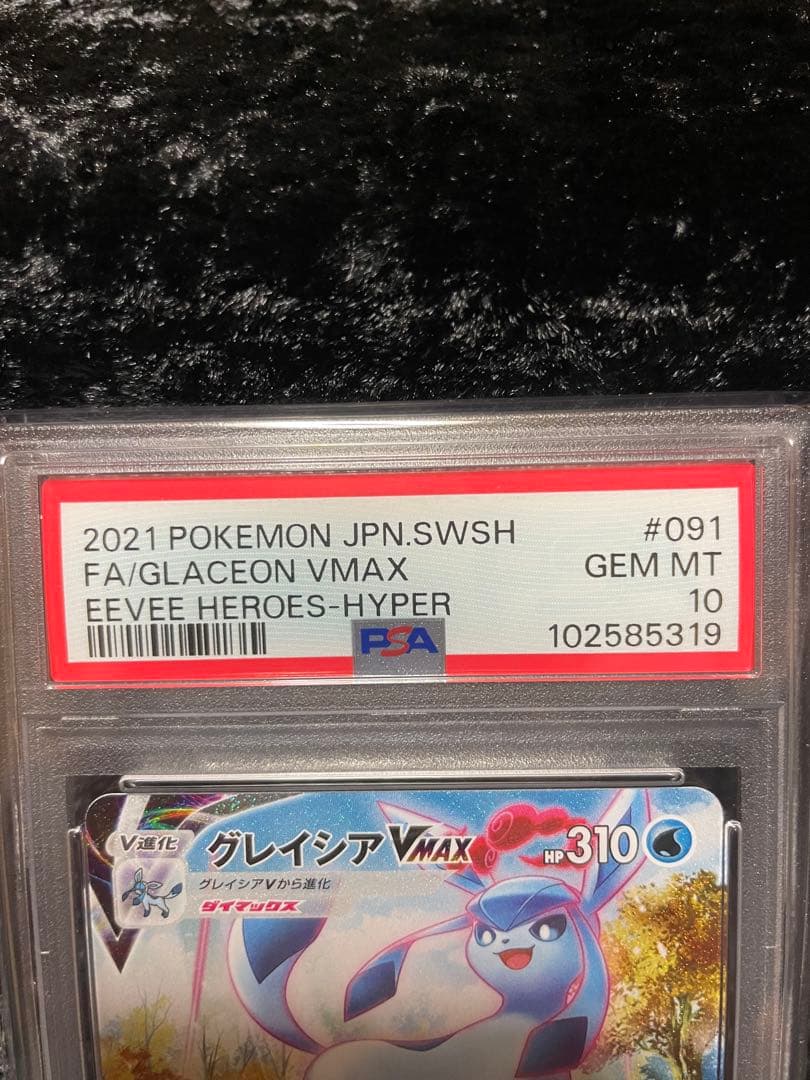 2021 POKEMON JPN.SWSH #091
FA/GLACEON VMAX GEM MT
EEVEE HEROES-HYPER 10
PSA 102585319
V進化 グレイシアVMAX HP310
グレイシアVから進化
ダイマックス